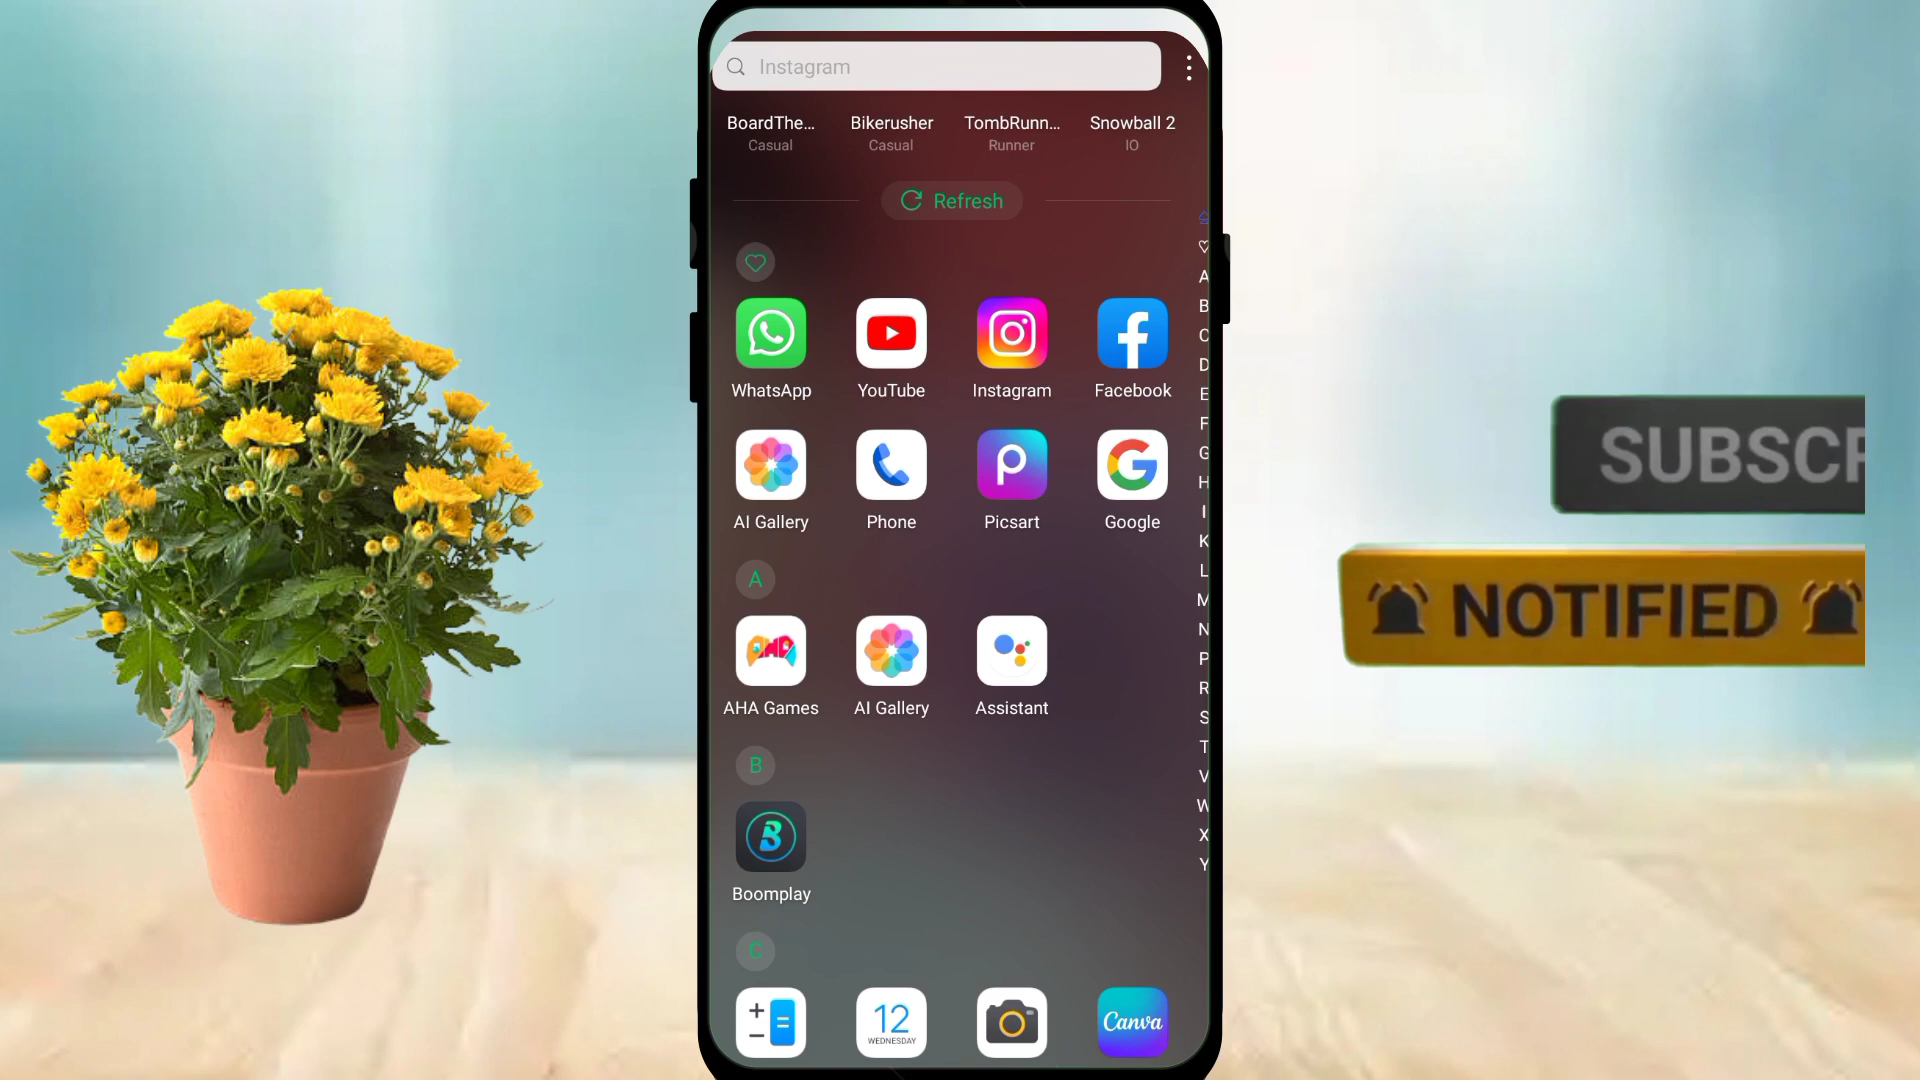 Instagram
BoardThe... Bikerusher TombRunn... Snowball 2
Casual Casual Runner IO
Refresh
A
B
C
D
E
F
G
H
I
K
L
M
N
P
R
S
T
V
W
X
Y
WhatsApp YouTube Instagram Facebook
AI Gallery Phone Picsart Google
A
AHA Games AI Gallery Assistant
B
Boomplay
C
12
WEDNESDAY
Canva
SUBSCR
NOTIFIED